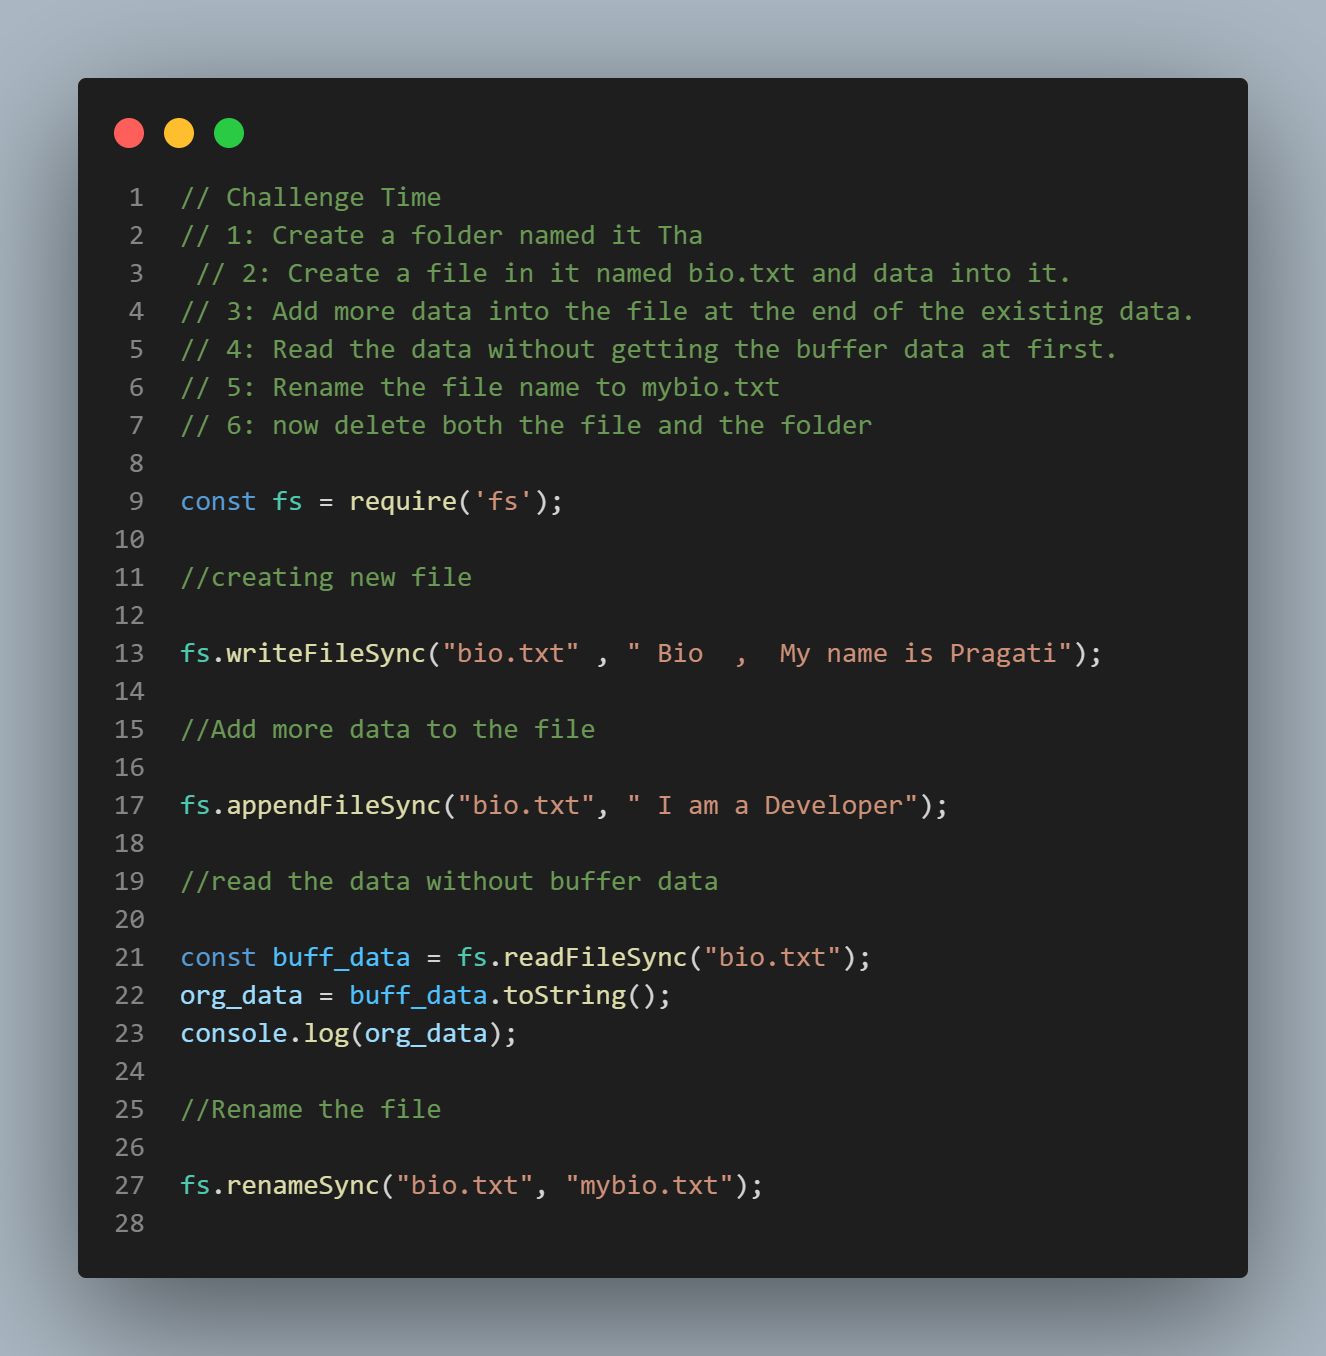 1 // Challenge Time
2 // 1: Create a folder named it Tha
3  // 2: Create a file in it named bio.txt and data into it.
4 // 3: Add more data into the file at the end of the existing data.
5 // 4: Read the data without getting the buffer data at first.
6 // 5: Rename the file name to mybio.txt
7 // 6: now delete both the file and the folder
8
9 const fs = require('fs');
10
11 //creating new file
12
13 fs.writeFileSync("bio.txt" , " Bio  ,  My name is Pragati");
14
15 //Add more data to the file
16
17 fs.appendFileSync("bio.txt", " I am a Developer");
18
19 //read the data without buffer data
20
21 const buff_data = fs.readFileSync("bio.txt");
22 org_data = buff_data.toString();
23 console.log(org_data);
24
25 //Rename the file
26
27 fs.renameSync("bio.txt", "mybio.txt");
28